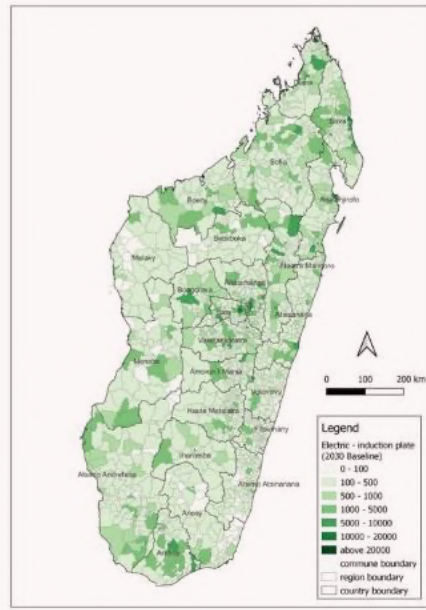 Diana
Sava
Sofia
Analanjirofo
Boeny
Betsiboka
Melaky
Alaotra Mangoro
Bongolava
Analamanga
Itasy
Atsinanana
Vakinankaratra
Menabe
Amoron'I Mania
Vatovavy
Haute Matsiatra
Fitovinany
Ihorombe
Atsimo Andrefana
Atsimo Atsinanana
Anosy
Androy
0 100 200 km
Legend
Electric - induction plate
(2030 Baseline)
0 - 100
100 - 500
500 - 1000
1000 - 5000
5000 - 10000
10000 - 20000
above 20000
commune boundary
region boundary
country boundary